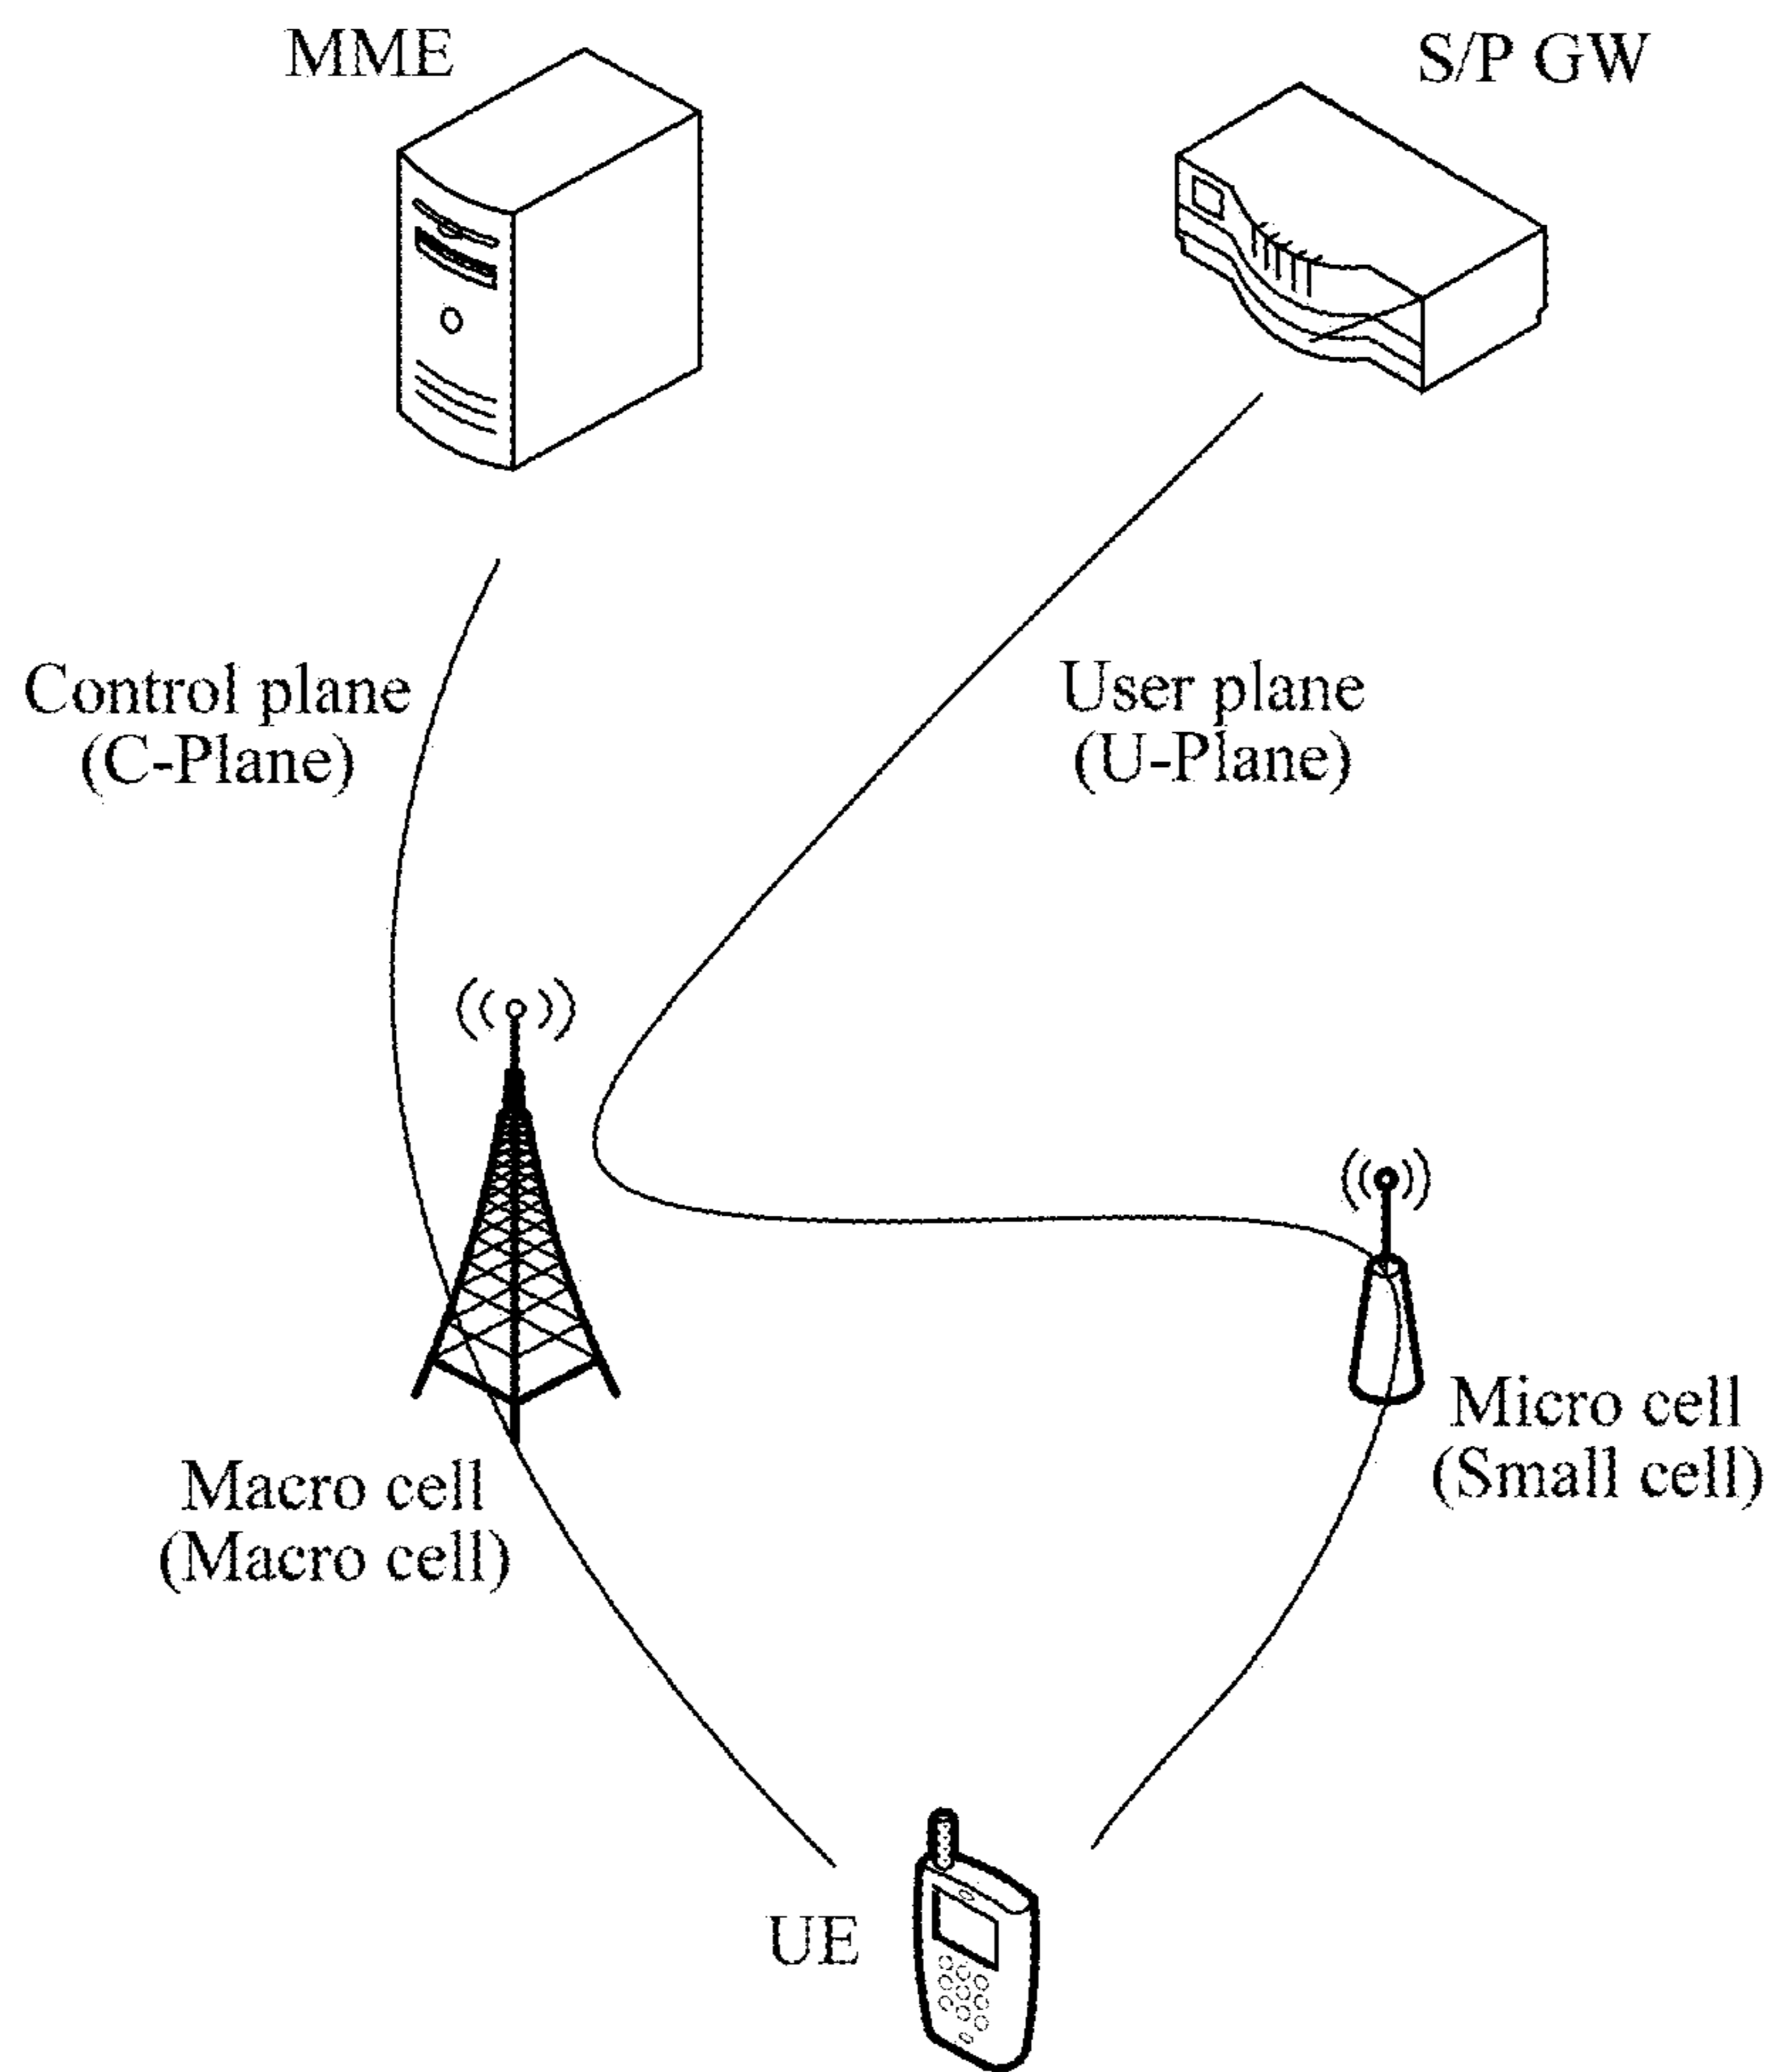 MME
S/P GW
Control plane
(C-Plane)
User plane
(U-Plane)
Micro cell
(Small cell)
Macro cell
(Macro cell)
UE